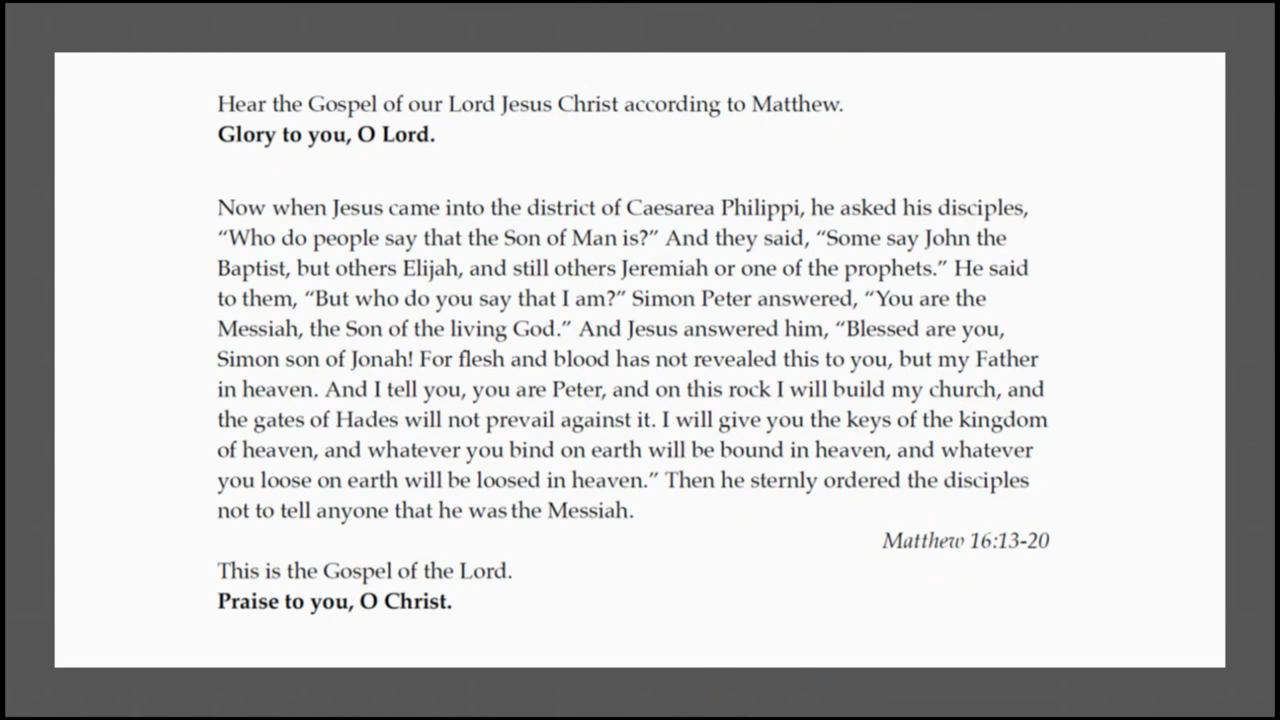 Hear the Gospel of our Lord Jesus Christ according to Matthew.
Glory to you, O Lord.
Now when Jesus came into the district of Caesarea Philippi, he asked his disciples,
“Who do people say that the Son of Man is?” And they said, “Some say John the
Baptist, but others Elijah, and still others Jeremiah or one of the prophets.” He said
to them, “But who do you say that I am?” Simon Peter answered, “You are the
Messiah, the Son of the living God.” And Jesus answered him, “Blessed are you,
Simon son of Jonah! For flesh and blood has not revealed this to you, but my Father
in heaven. And I tell you, you are Peter, and on this rock I will build my church, and
the gates of Hades will not prevail against it. I will give you the keys of the kingdom
of heaven, and whatever you bind on earth will be bound in heaven, and whatever
you loose on earth will be loosed in heaven.” Then he sternly ordered the disciples
not to tell anyone that he was the Messiah.
Matthew 16:13-20
This is the Gospel of the Lord.
Praise to you, O Christ.